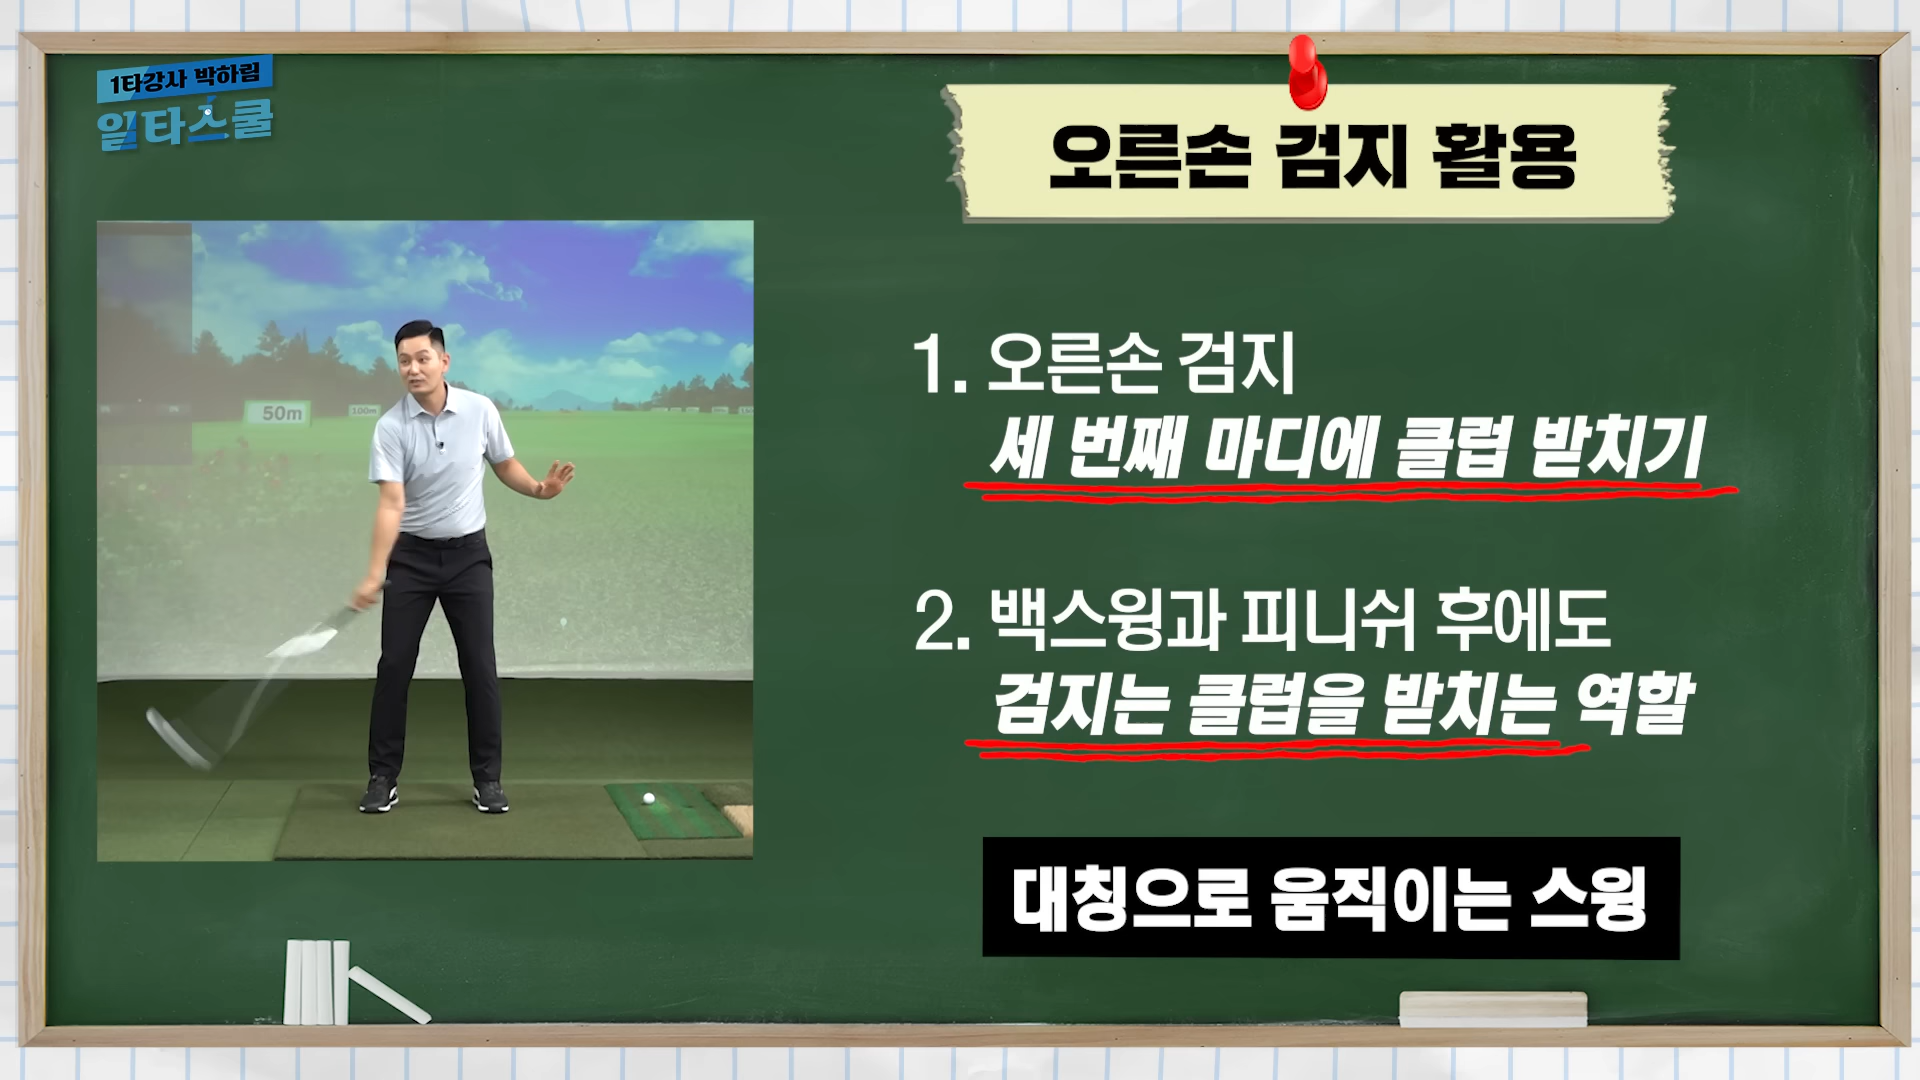 1타강사 박하림
일타스쿨
오른손 검지 활용
50m
100m
1. 오른손 검지
세 번째 마디에 클럽 받치기
2. 백스윙과 피니쉬 후에도
검지는 클럽을 받치는 역할
대칭으로 움직이는 스윙